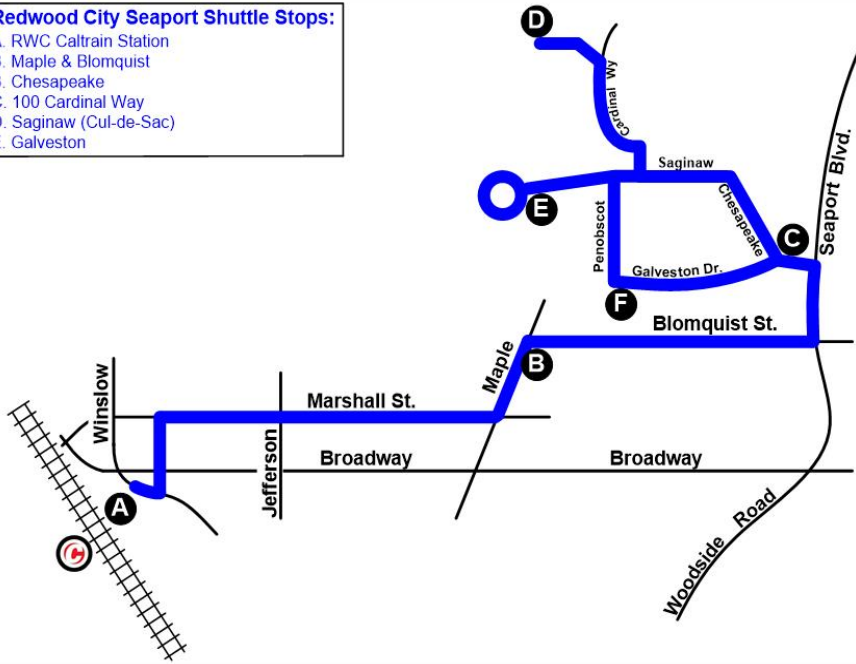 Redwood City Seaport Shuttle Stops:
A. RWC Caltrain Station
B. Maple & Blomquist
B. Chesapeake
C. 100 Cardinal Way
D. Saginaw (Cul-de-Sac)
E. Galveston
D
Cardinal Wy
Saginaw
Seaport Blvd.
E
Penobscot
Chesapeake
C
Galveston Dr.
F
Blomquist St.
Maple
B
Winslow
Marshall St.
Jefferson
Broadway
Broadway
A
C
Woodside Road